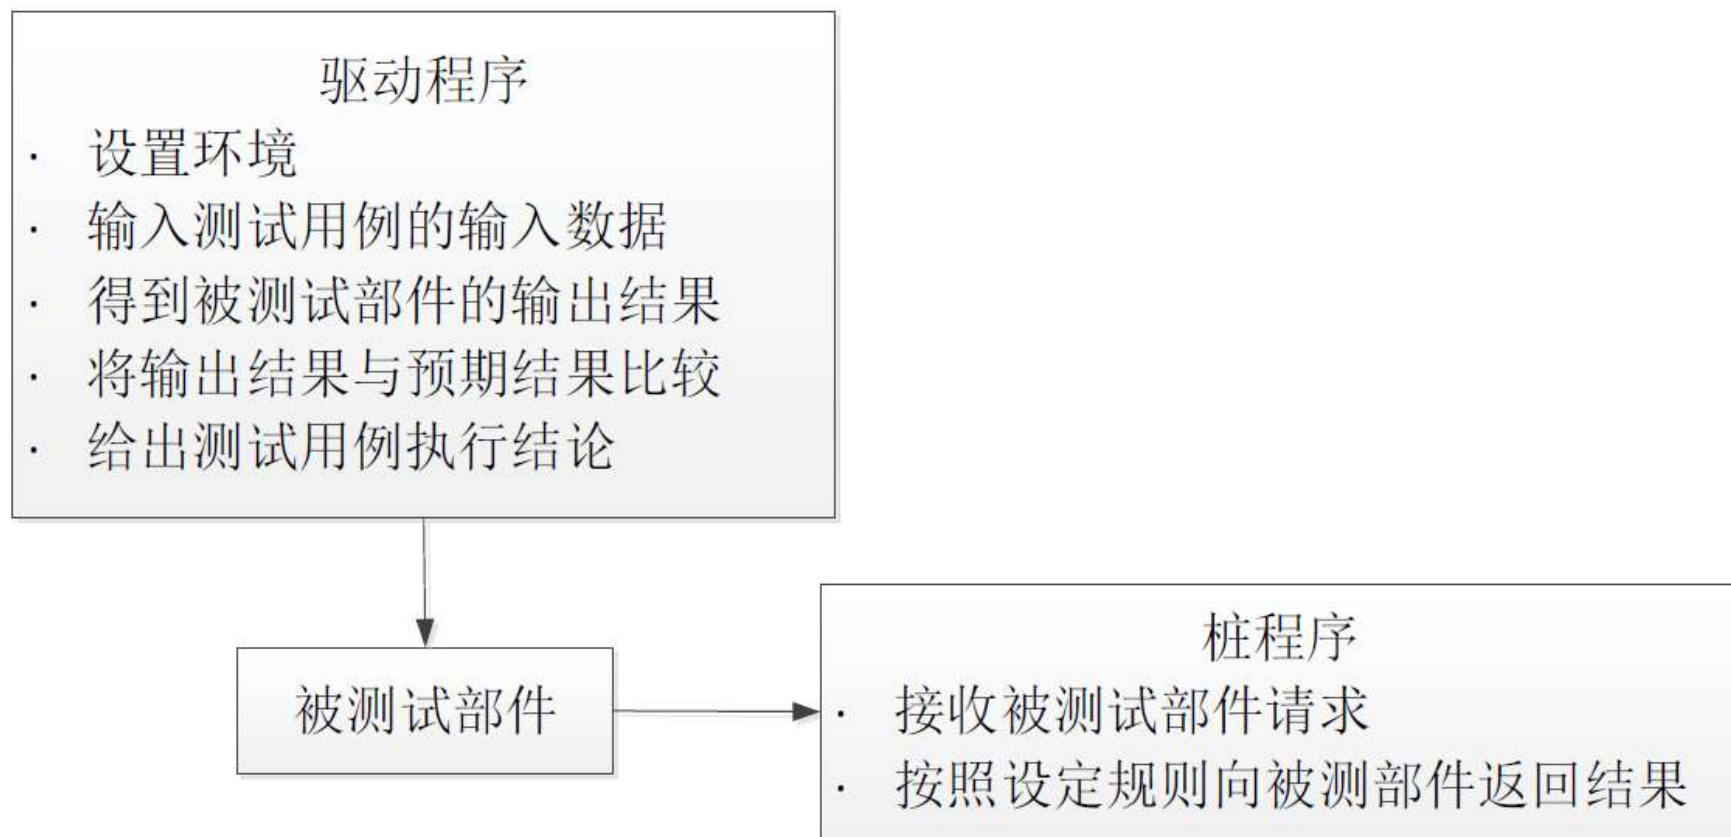 驱动程序
· 设置环境
· 输入测试用例的输入数据
· 得到被测试部件的输出结果
· 将输出结果与预期结果比较
· 给出测试用例执行结论
被测试部件
桩程序
· 接收被测试部件请求
· 按照设定规则向被测部件返回结果